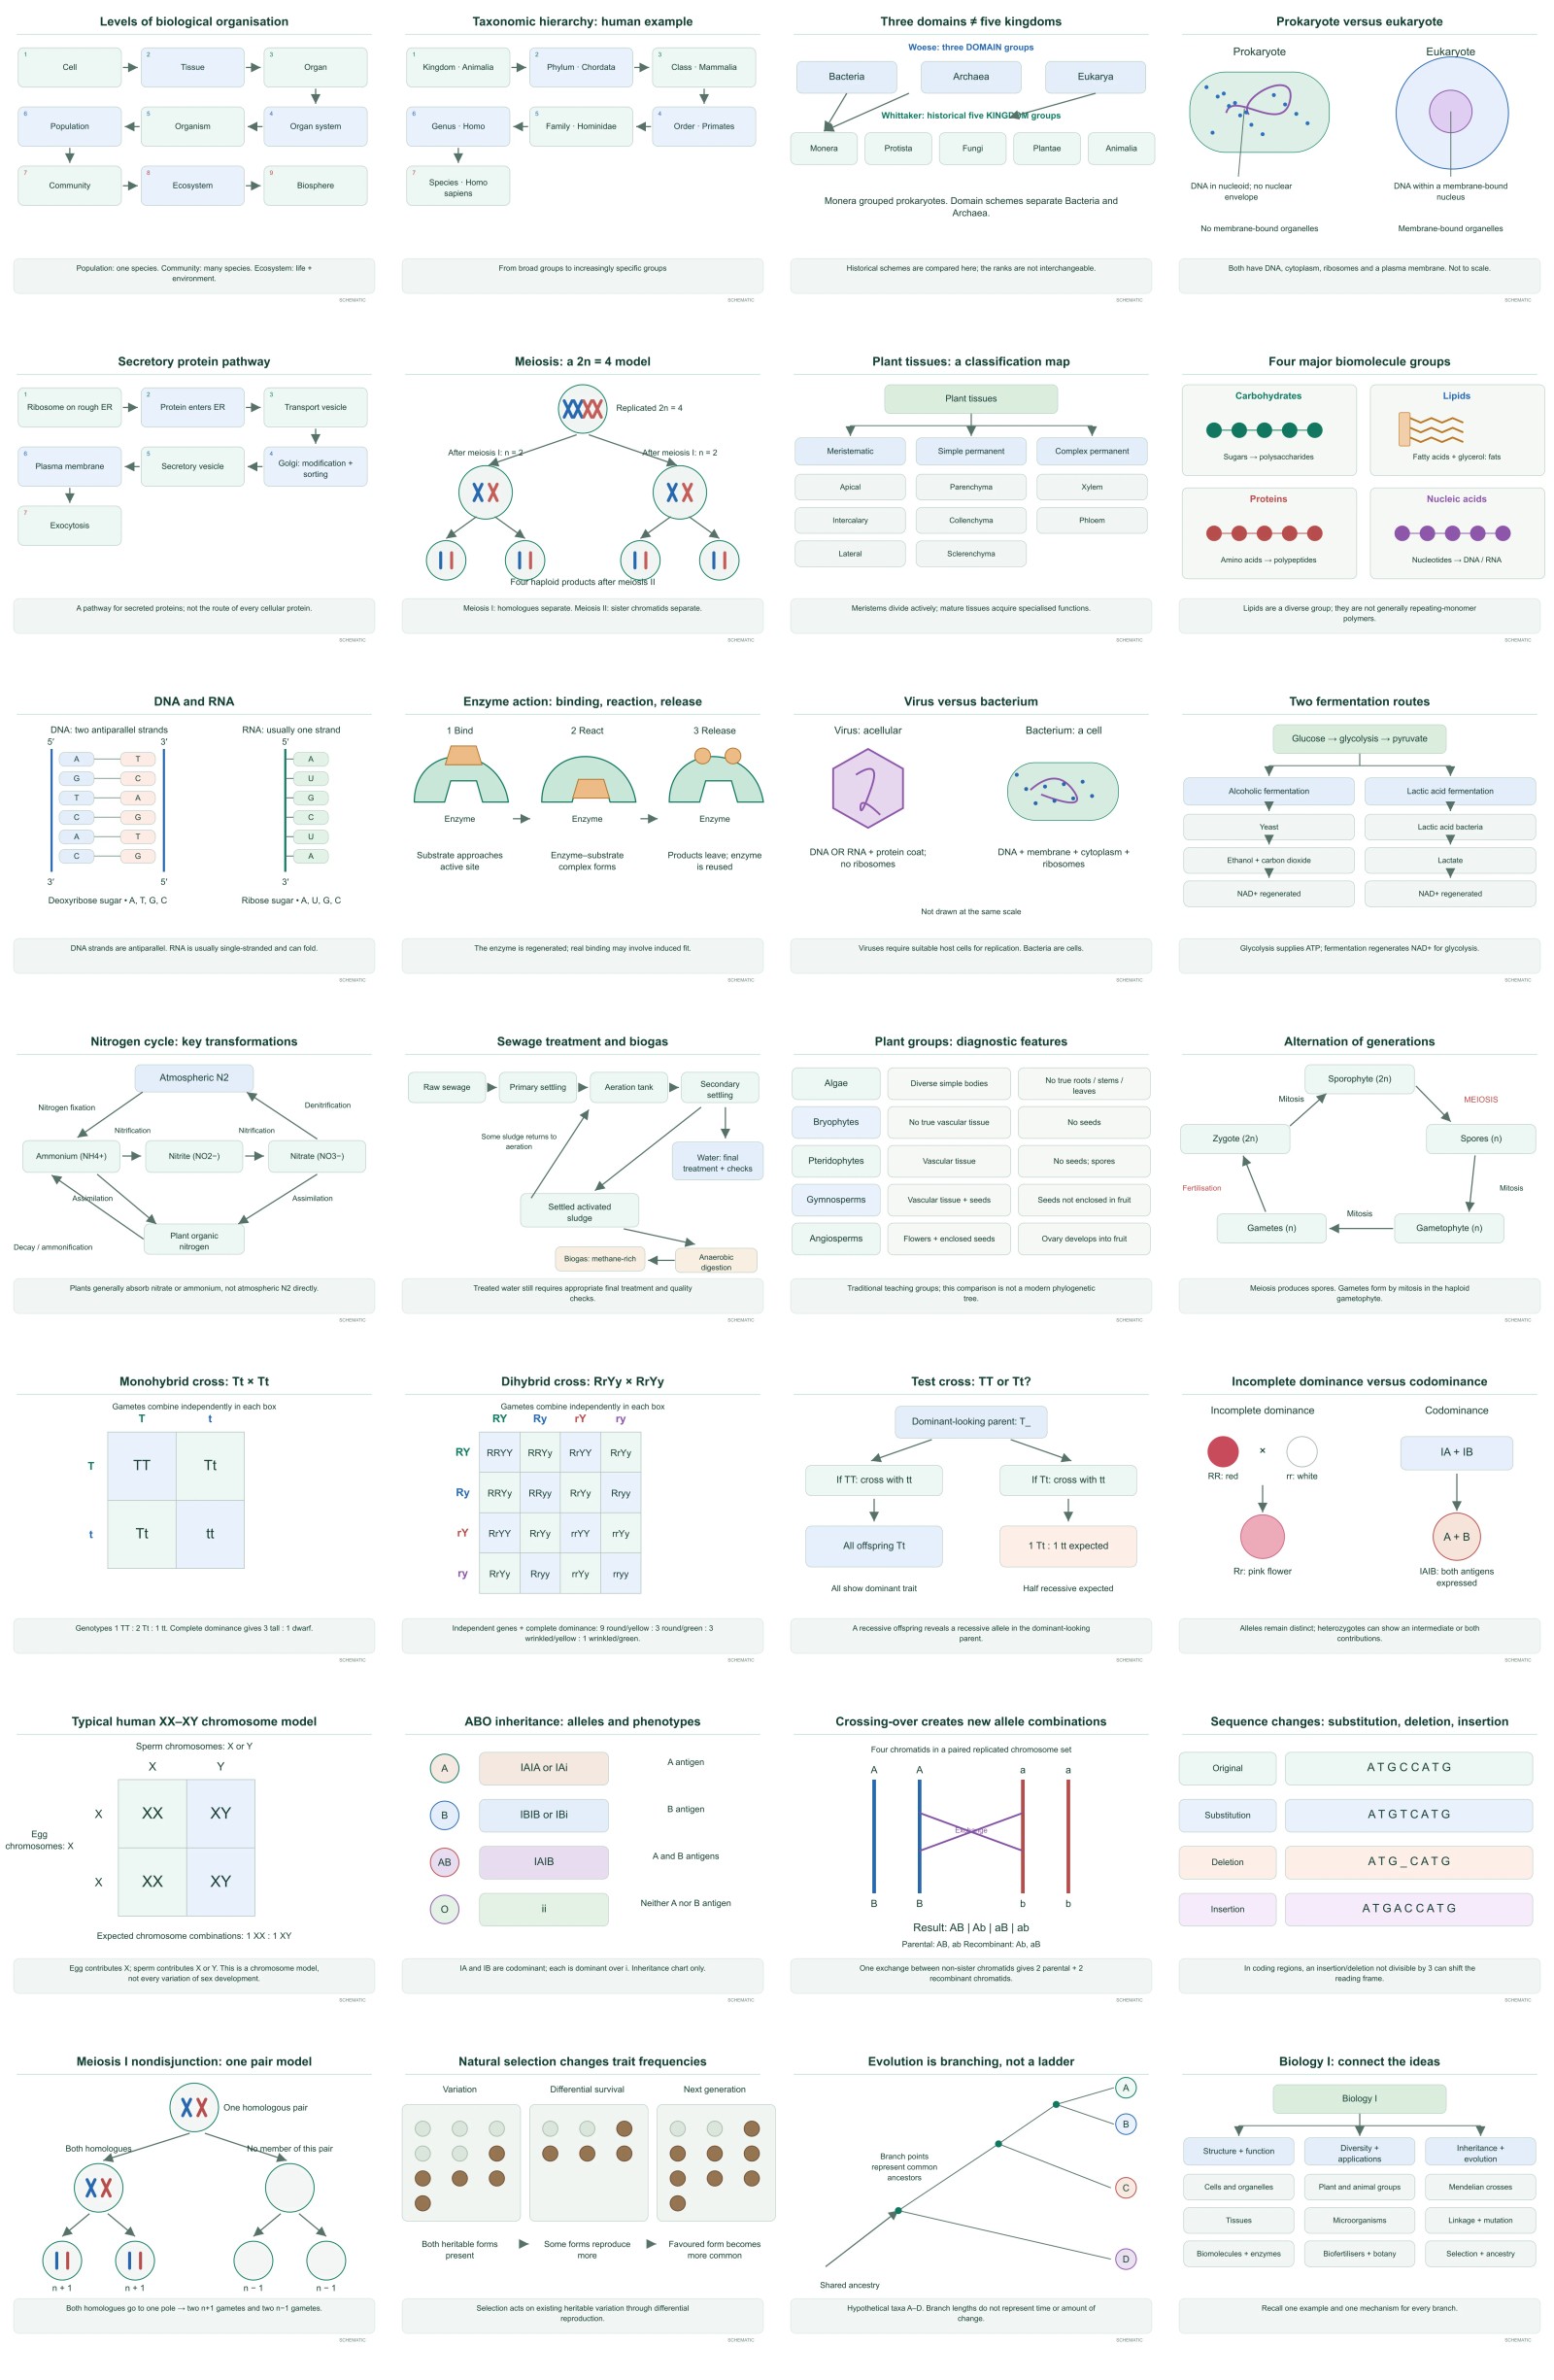 Levels of biological organisation
1
Cell
2
Tissue
3
Organ
6
Population
5
Organism
4
Organ system
7
Community
8
Ecosystem
9
Biosphere
Population: one species. Community: many species. Ecosystem: life +
environment.
SCHEMATIC
Taxonomic hierarchy: human example
1
Kingdom · Animalia
2
Phylum · Chordata
3
Class · Mammalia
6
Genus · Homo
5
Family · Hominidae
4
Order · Primates
7
Species · Homo
sapiens
From broad groups to increasingly specific groups
SCHEMATIC
Three domains ≠ five kingdoms
Woese: three DOMAIN groups
Bacteria
Archaea
Eukarya
Whittaker: historical five KINGDOM groups
Monera
Protista
Fungi
Plantae
Animalia
Monera grouped prokaryotes. Domain schemes separate Bacteria and
Archaea.
Historical schemes are compared here; the ranks are not interchangeable.
SCHEMATIC
Prokaryote versus eukaryote
Prokaryote
Eukaryote
DNA in nucleoid; no nuclear
envelope
DNA within a membrane-bound
nucleus
No membrane-bound organelles
Membrane-bound organelles
Both have DNA, cytoplasm, ribosomes and a plasma membrane. Not to scale.
SCHEMATIC
Secretory protein pathway
1
Ribosome on rough ER
2
Protein enters ER
3
Transport vesicle
6
Plasma membrane
5
Secretory vesicle
4
Golgi: modification +
sorting
7
Exocytosis
A pathway for secreted proteins; not the route of every cellular protein.
SCHEMATIC
Meiosis: a 2n = 4 model
Replicated 2n = 4
After meiosis I: n = 2
After meiosis I: n = 2
Four haploid products after meiosis II
Meiosis I: homologues separate. Meiosis II: sister chromatids separate.
SCHEMATIC
Plant tissues: a classification map
Plant tissues
Meristematic
Simple permanent
Complex permanent
Apical
Parenchyma
Xylem
Intercalary
Collenchyma
Phloem
Lateral
Sclerenchyma
Meristems divide actively; mature tissues acquire specialised functions.
SCHEMATIC
Four major biomolecule groups
Carbohydrates
Sugars → polysaccharides
Lipids
Fatty acids + glycerol: fats
Proteins
Amino acids → polypeptides
Nucleic acids
Nucleotides → DNA / RNA
Lipids are a diverse group; they are not generally repeating-monomer
polymers.
SCHEMATIC
DNA and RNA
DNA: two antiparallel strands
RNA: usually one strand
5′ 3′
5′
A T
G C
T A
C G
A T
C G
A
U
G
C
U
A
3′ 5′
3′
Deoxyribose sugar • A, T, G, C
Ribose sugar • A, U, G, C
DNA strands are antiparallel. RNA is usually single-stranded and can fold.
SCHEMATIC
Enzyme action: binding, reaction, release
1 Bind
2 React
3 Release
Enzyme
Enzyme
Enzyme
Substrate approaches
active site
Enzyme–substrate
complex forms
Products leave; enzyme
is reused
The enzyme is regenerated; real binding may involve induced fit.
SCHEMATIC
Virus versus bacterium
Virus: acellular
Bacterium: a cell
DNA OR RNA + protein coat;
no ribosomes
DNA + membrane + cytoplasm +
ribosomes
Not drawn at the same scale
Viruses require suitable host cells for replication. Bacteria are cells.
SCHEMATIC
Two fermentation routes
Glucose → glycolysis → pyruvate
Alcoholic fermentation
Lactic acid fermentation
Yeast
Lactic acid bacteria
Ethanol + carbon dioxide
Lactate
NAD+ regenerated
NAD+ regenerated
Glycolysis supplies ATP; fermentation regenerates NAD+ for glycolysis.
SCHEMATIC
Nitrogen cycle: key transformations
Atmospheric N2
Nitrogen fixation
Denitrification
Nitrification
Nitrification
Ammonium (NH4+)
Nitrite (NO2−)
Nitrate (NO3−)
Assimilation
Assimilation
Plant organic
nitrogen
Decay / ammonification
Plants generally absorb nitrate or ammonium, not atmospheric N2 directly.
SCHEMATIC
Sewage treatment and biogas
Raw sewage
Primary settling
Aeration tank
Secondary
settling
Some sludge returns to
aeration
Water: final
treatment + checks
Settled activated
sludge
Biogas: methane-rich
Anaerobic
digestion
Treated water still requires appropriate final treatment and quality
checks.
SCHEMATIC
Plant groups: diagnostic features
Algae
Diverse simple bodies
No true roots / stems /
leaves
Bryophytes
No true vascular tissue
No seeds
Pteridophytes
Vascular tissue
No seeds; spores
Gymnosperms
Vascular tissue + seeds
Seeds not enclosed in fruit
Angiosperms
Flowers + enclosed seeds
Ovary develops into fruit
Traditional teaching groups; this comparison is not a modern phylogenetic
tree.
SCHEMATIC
Alternation of generations
Sporophyte (2n)
Mitosis
MEIOSIS
Zygote (2n)
Spores (n)
Fertilisation
Mitosis
Mitosis
Gametes (n)
Gametophyte (n)
Meiosis produces spores. Gametes form by mitosis in the haploid
gametophyte.
SCHEMATIC
Monohybrid cross: Tt × Tt
Gametes combine independently in each box
T t
T TT Tt
t Tt tt
Genotypes 1 TT : 2 Tt : 1 tt. Complete dominance gives 3 tall : 1 dwarf.
SCHEMATIC
Dihybrid cross: RrYy × RrYy
Gametes combine independently in each box
RY Ry rY ry
RY RRYY RRYy RrYY RrYy
Ry RRYy RRyy RrYy Rryy
rY RrYY RrYy rrYY rrYy
ry RrYy Rryy rrYy rryy
Independent genes + complete dominance: 9 round/yellow : 3 round/green : 3
wrinkled/yellow : 1 wrinkled/green.
SCHEMATIC
Test cross: TT or Tt?
Dominant-looking parent: T_
If TT: cross with tt
If Tt: cross with tt
All offspring Tt
1 Tt : 1 tt expected
All show dominant trait
Half recessive expected
A recessive offspring reveals a recessive allele in the dominant-looking
parent.
SCHEMATIC
Incomplete dominance versus codominance
Incomplete dominance
Codominance
×
RR: red
rr: white
IA + IB
A + B
Rr: pink flower
IAIB: both antigens
expressed
Alleles remain distinct; heterozygotes can show an intermediate or both
contributions.
SCHEMATIC
Typical human XX–XY chromosome model
Sperm chromosomes: X or Y
X Y
X XX XY
Egg
chromosomes: X
X XX XY
Expected chromosome combinations: 1 XX : 1 XY
Egg contributes X; sperm contributes X or Y. This is a chromosome model,
not every variation of sex development.
SCHEMATIC
ABO inheritance: alleles and phenotypes
A
IAIA or IAi
A antigen
B
IBIB or IBi
B antigen
AB
IAIB
A and B antigens
O
ii
Neither A nor B antigen
IA and IB are codominant; each is dominant over i. Inheritance chart only.
SCHEMATIC
Crossing-over creates new allele combinations
Four chromatids in a paired replicated chromosome set
A A a a
Exchange
B B b b
Result: AB | Ab | aB | ab
Parental: AB, ab Recombinant: Ab, aB
One exchange between non-sister chromatids gives 2 parental + 2
recombinant chromatids.
SCHEMATIC
Sequence changes: substitution, deletion, insertion
Original
A T G C C A T G
Substitution
A T G T C A T G
Deletion
A T G _ C A T G
Insertion
A T G A C C A T G
In coding regions, an insertion/deletion not divisible by 3 can shift the
reading frame.
SCHEMATIC
Meiosis I nondisjunction: one pair model
One homologous pair
Both homologues
No member of this pair
n + 1
n + 1
n − 1
n − 1
Both homologues go to one pole → two n+1 gametes and two n−1 gametes.
SCHEMATIC
Natural selection changes trait frequencies
Variation
Differential survival
Next generation
Both heritable forms
present
Some forms reproduce
more
Favoured form becomes
more common
Selection acts on existing heritable variation through differential
reproduction.
SCHEMATIC
Evolution is branching, not a ladder
A
B
Branch points
represent common
ancestors
C
D
Shared ancestry
Hypothetical taxa A–D. Branch lengths do not represent time or amount of
change.
SCHEMATIC
Biology I: connect the ideas
Biology I
Structure + function
Diversity +
applications
Inheritance +
evolution
Cells and organelles
Plant and animal groups
Mendelian crosses
Tissues
Microorganisms
Linkage + mutation
Biomolecules + enzymes
Biofertilisers + botany
Selection + ancestry
Recall one example and one mechanism for every branch.
SCHEMATIC